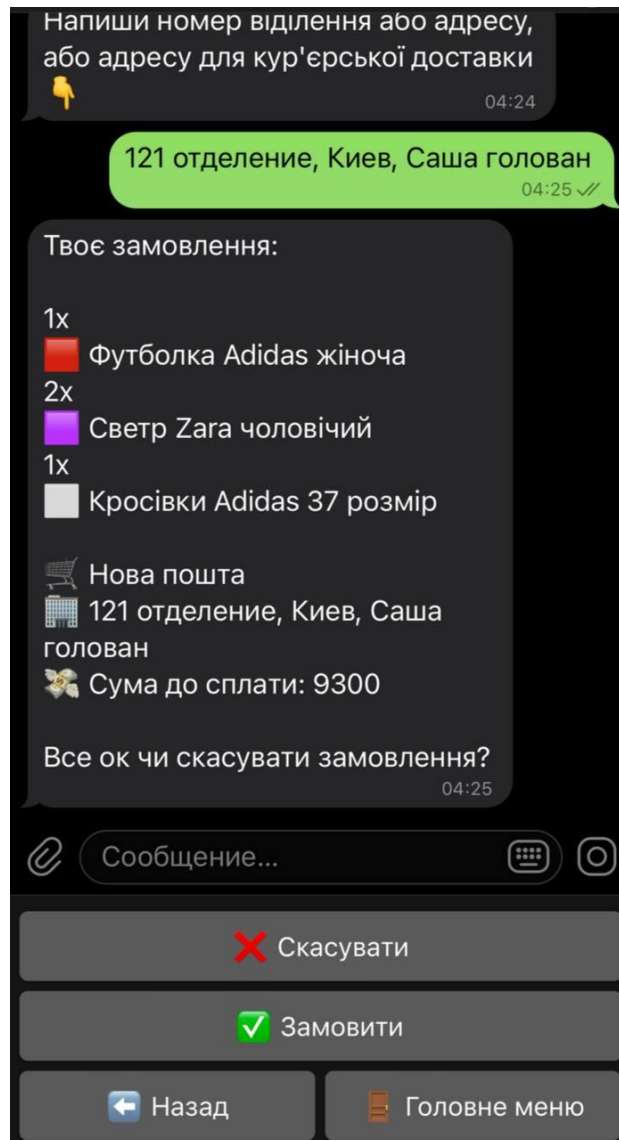 Напиши номер віділення або адресу,
або адресу для кур'єрської доставки
👇
04:24
121 отделение, Киев, Саша голован
04:25
Твоє замовлення:
1x
🟥 Футболка Adidas жіноча
2x
🟪 Светр Zara чоловічий
1x
⬜ Кросівки Adidas 37 розмір
🛒 Нова пошта
🏢 121 отделение, Киев, Саша
голован
💸 Сума до сплати: 9300
Все ок чи скасувати замовлення?
04:25
Сообщение...
❌ Скасувати
✅ Замовити
⬅️ Назад
🚪 Головне меню